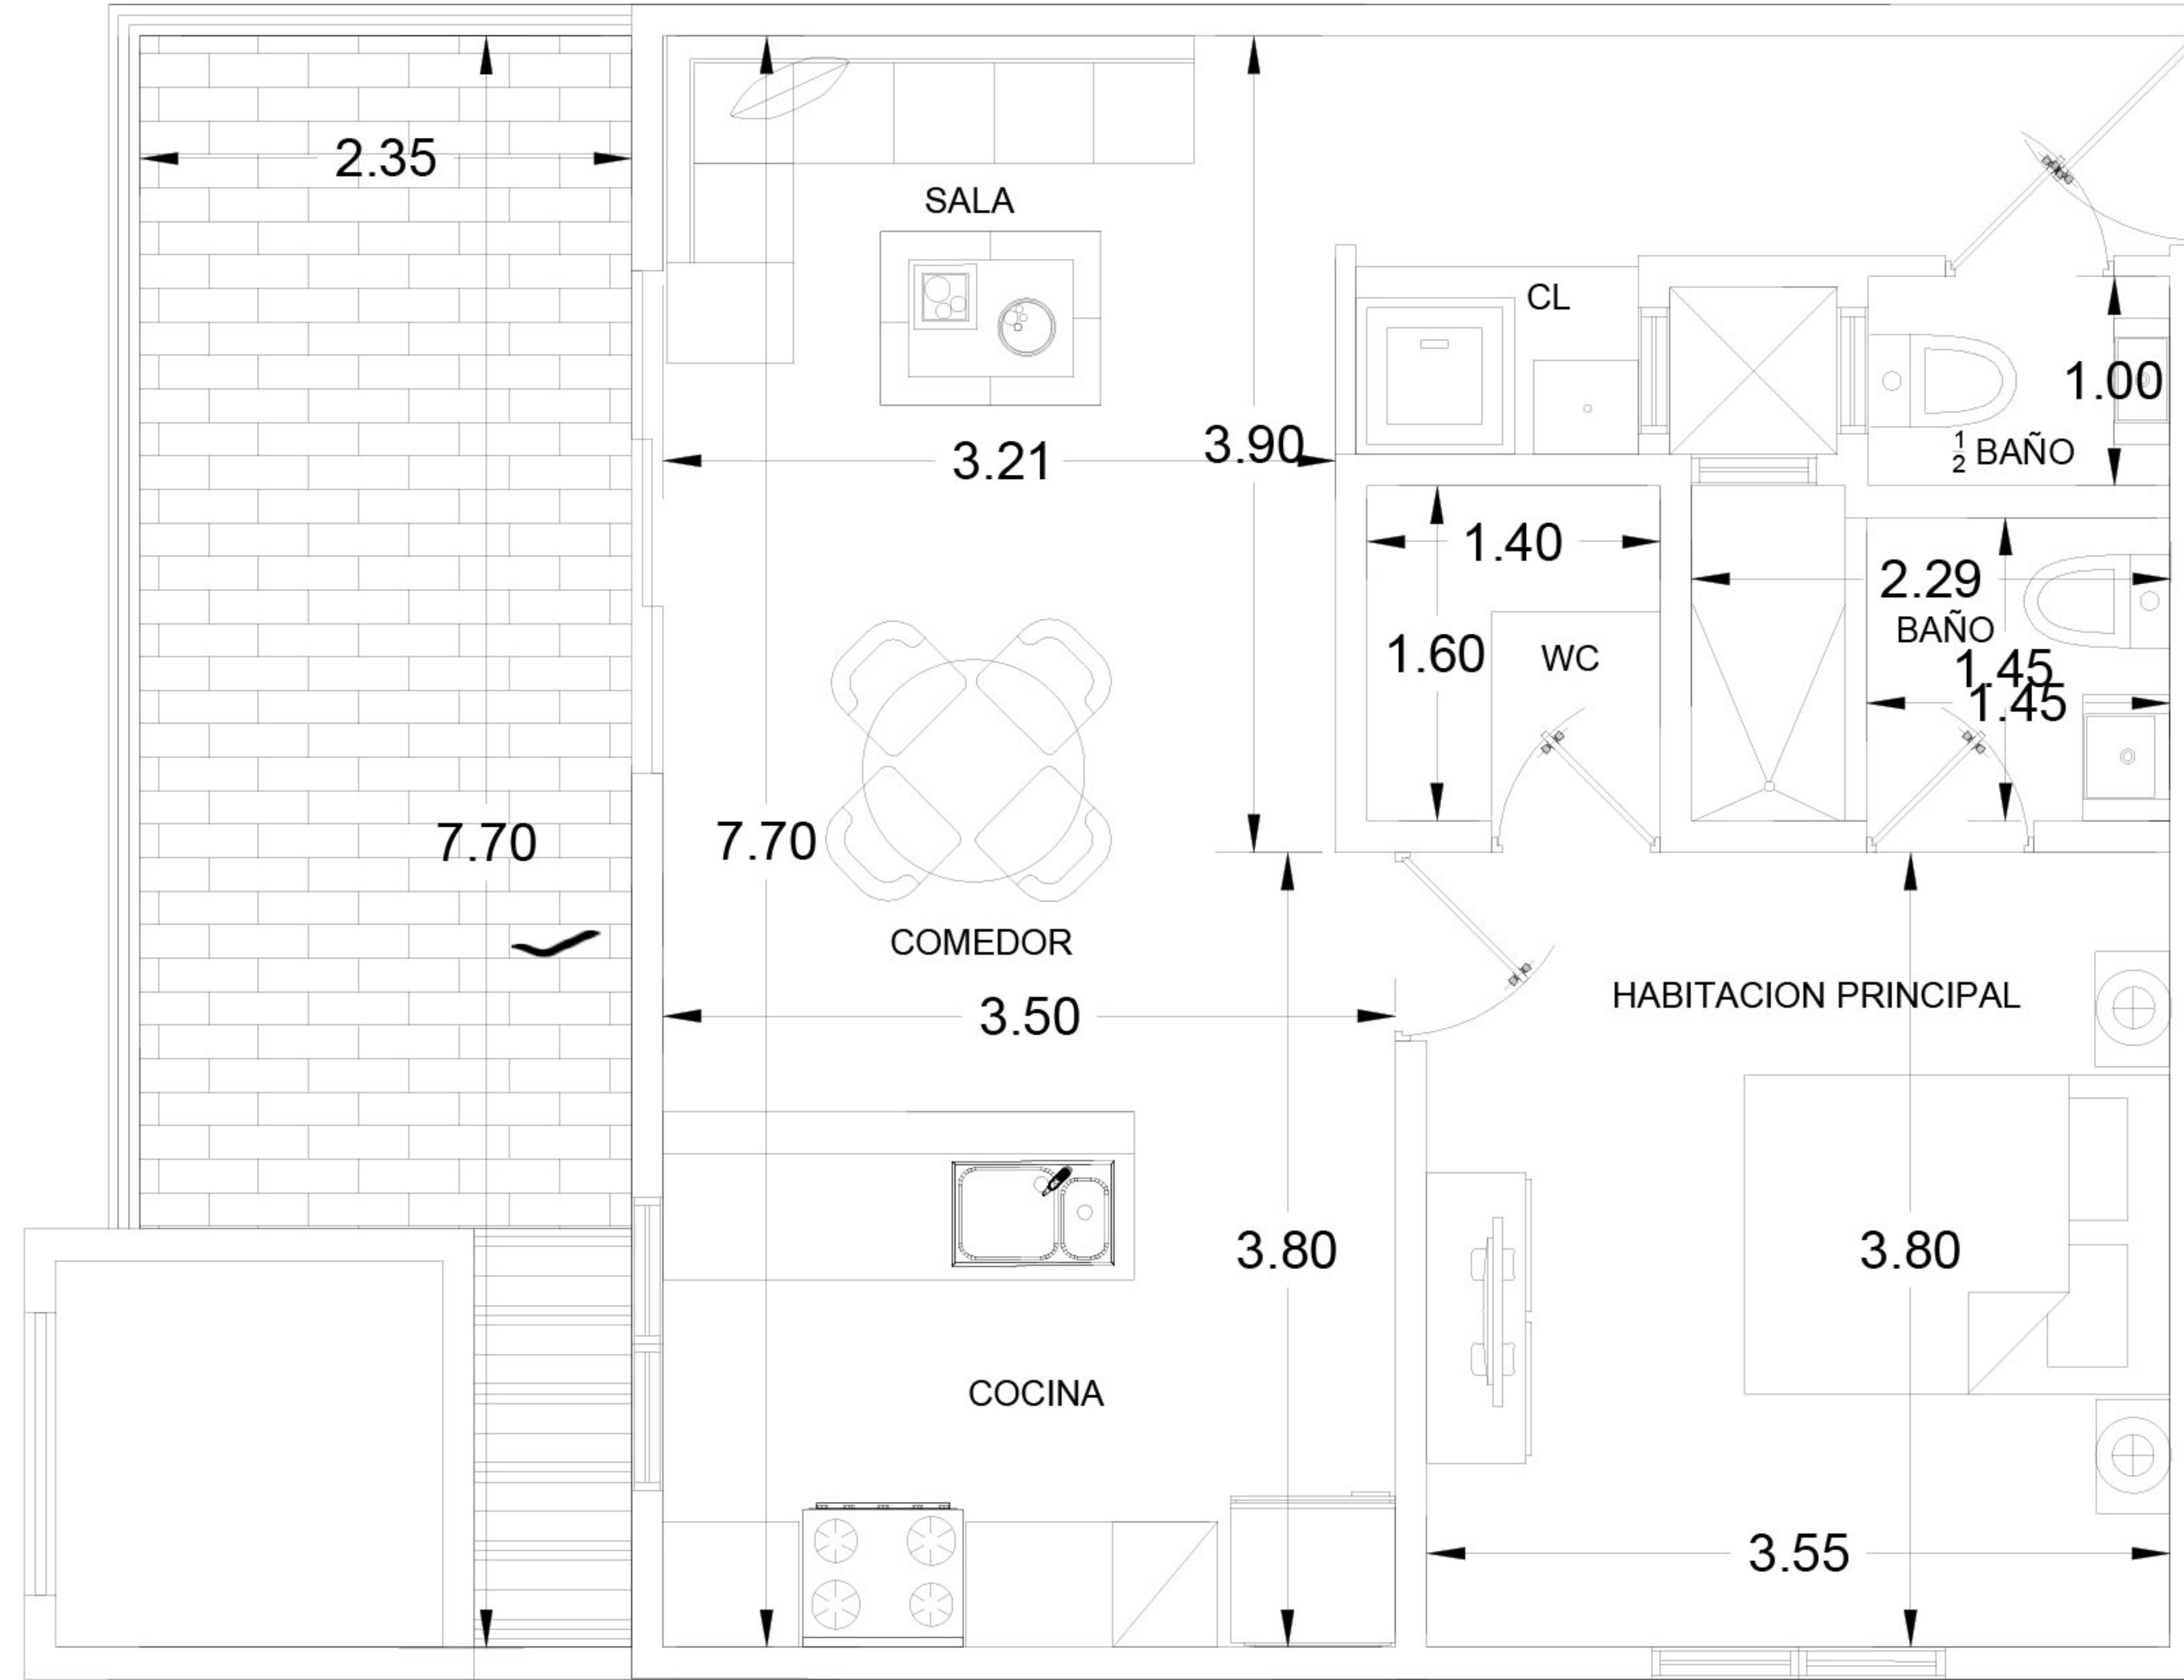 2.35
SALA
CL
1.00
3.21
3.90
½ BAÑO
1.40
2.29
BAÑO
1.60
WC
1.45
1.45
7.70
7.70
COMEDOR
HABITACION PRINCIPAL
3.50
3.80
3.80
COCINA
3.55